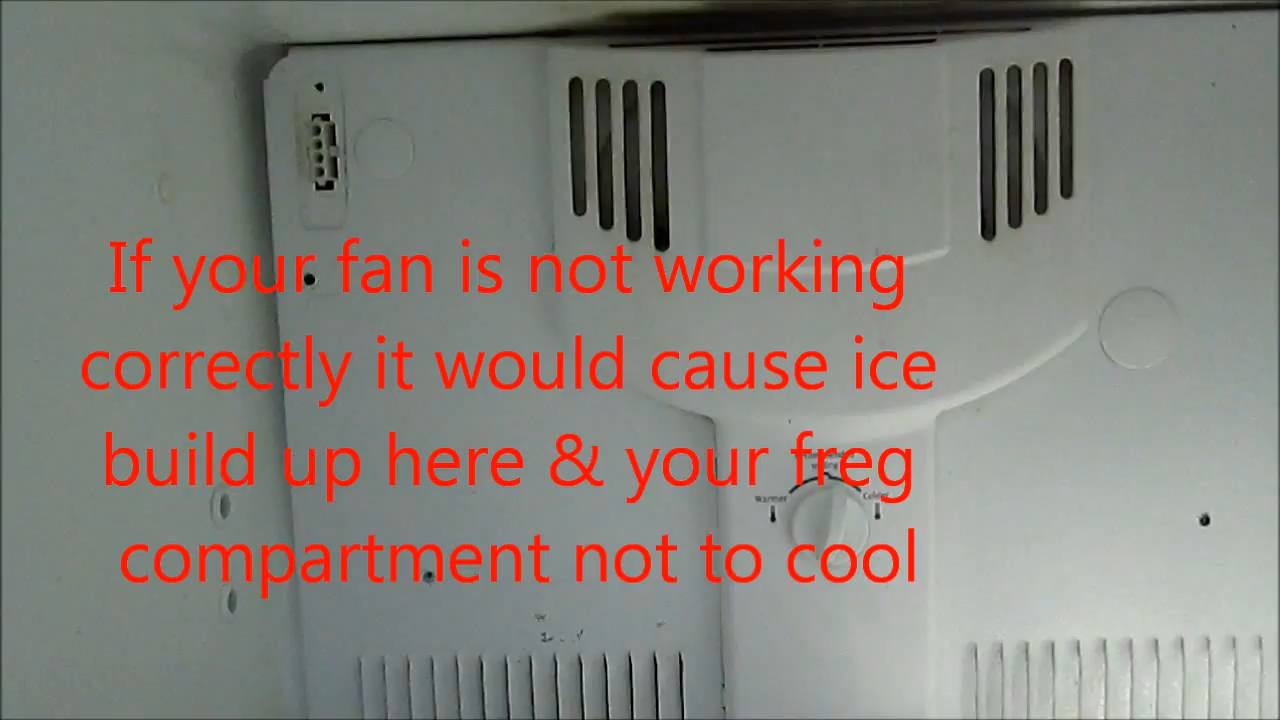 If your fan is not working
correctly it would cause ice
build up here & your freg
compartment not to cool
Warmer
Colder